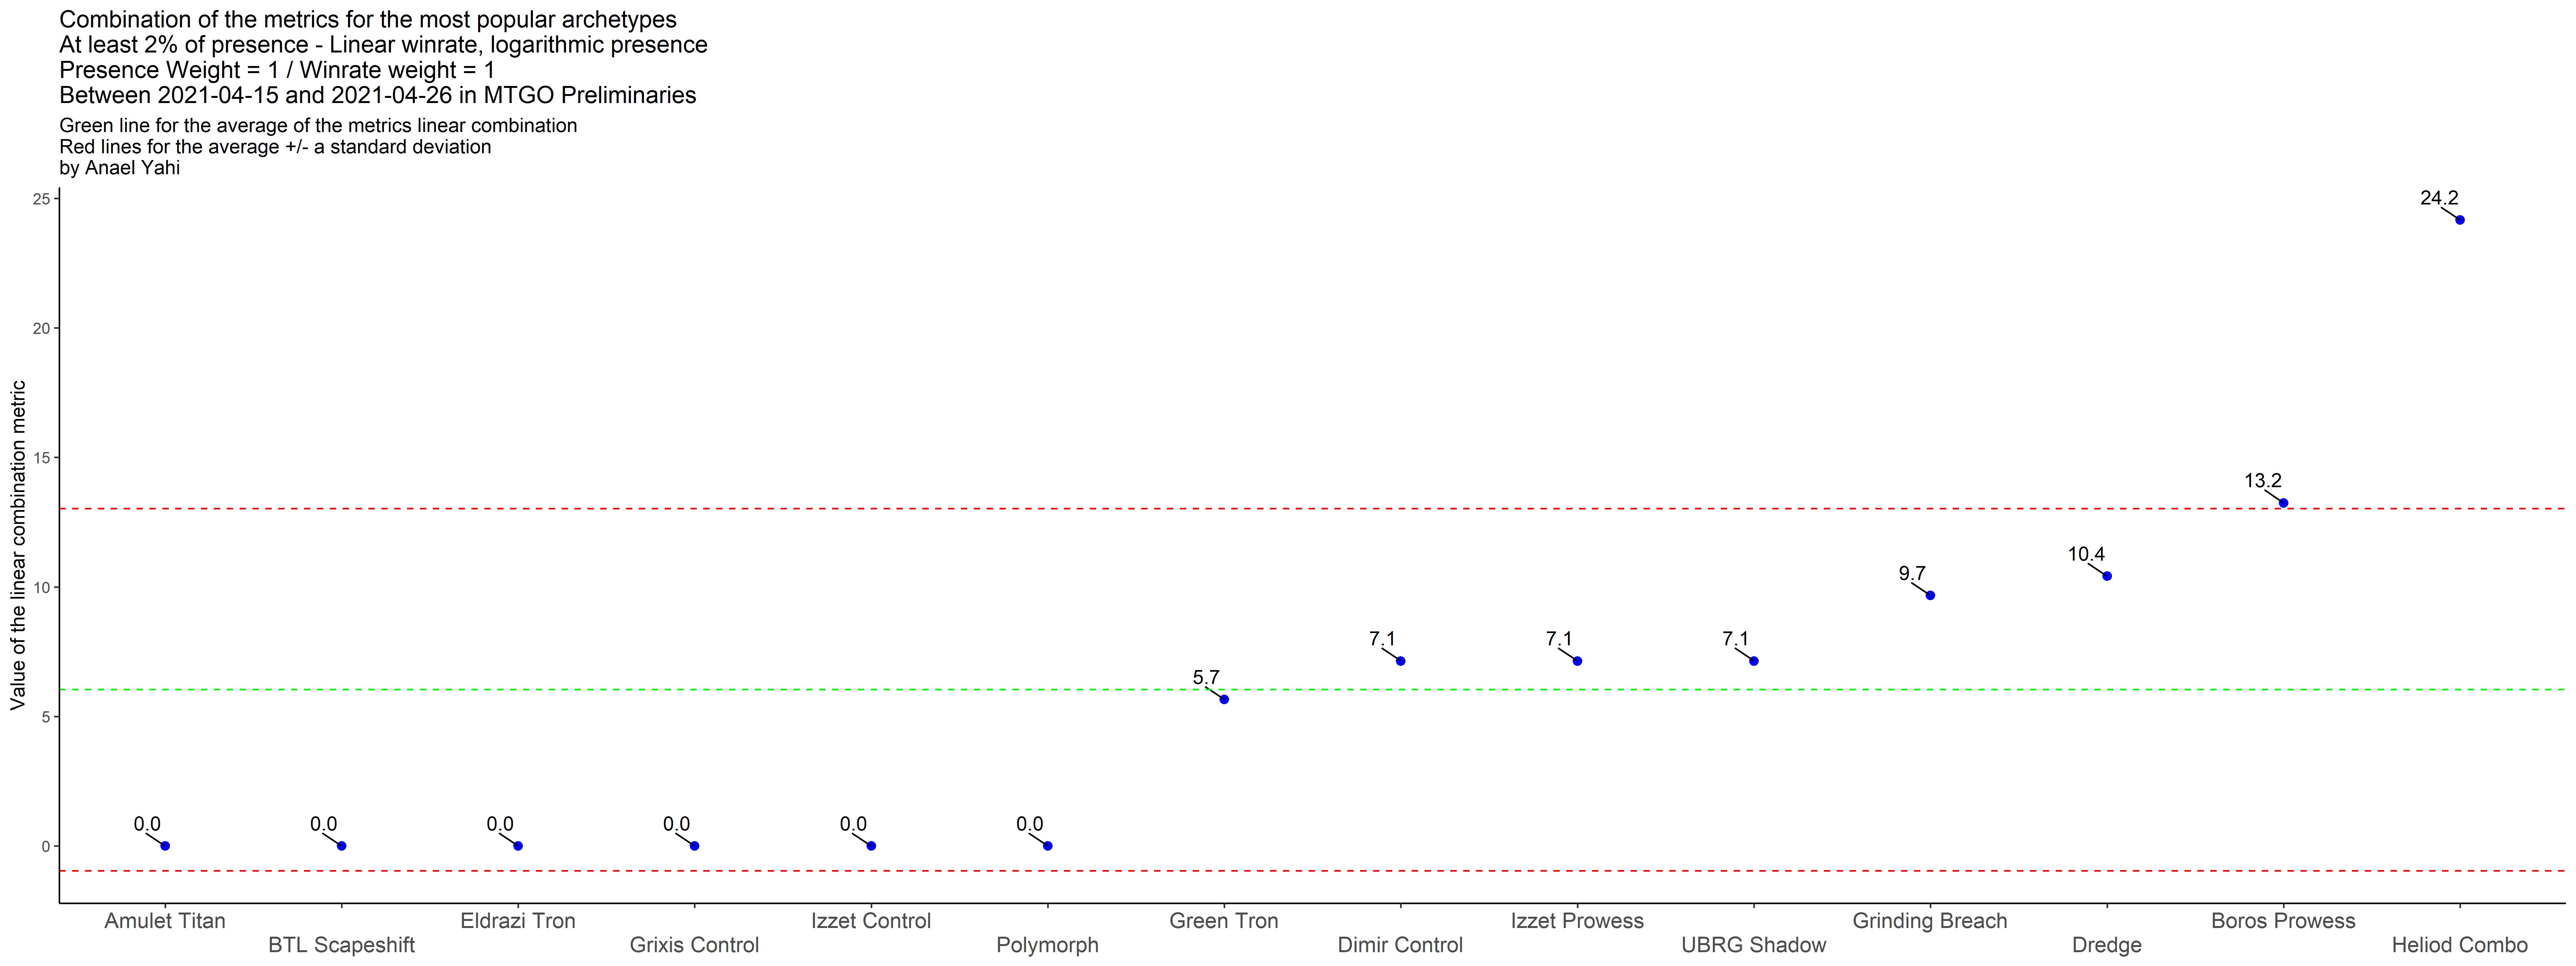 Combination of the metrics for the most popular archetypes
At least 2% of presence - Linear winrate, logarithmic presence
Presence Weight = 1 / Winrate weight = 1
Between 2021-04-15 and 2021-04-26 in MTGO Preliminaries
Green line for the average of the metrics linear combination
Red lines for the average +/- a standard deviation
by Anael Yahi
Value of the linear combination metric
25
20
15
10
5
0
0.0
0.0
0.0
0.0
0.0
0.0
5.7
7.1
7.1
7.1
9.7
10.4
13.2
24.2
Amulet Titan
BTL Scapeshift
Eldrazi Tron
Grixis Control
Izzet Control
Polymorph
Green Tron
Dimir Control
Izzet Prowess
UBRG Shadow
Grinding Breach
Dredge
Boros Prowess
Heliod Combo